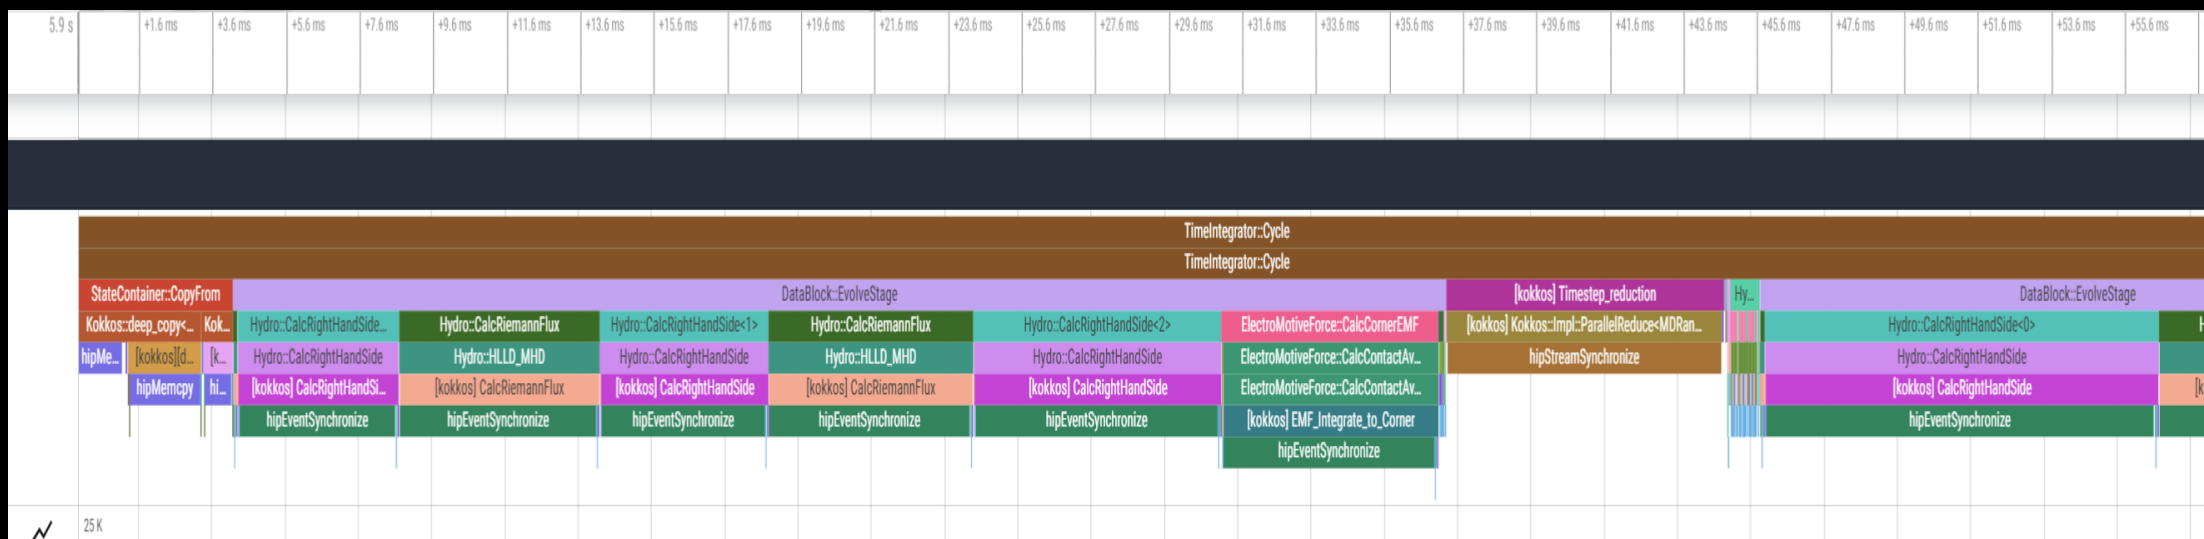 5.9 s +1.6 ms +3.6 ms +5.6 ms +7.6 ms +9.6 ms +11.6 ms +13.6 ms +15.6 ms +17.6 ms +19.6 ms +21.6 ms +23.6 ms +25.6 ms +27.6 ms +29.6 ms +31.6 ms +33.6 ms +35.6 ms +37.6 ms +39.6 ms +41.6 ms +43.6 ms +45.6 ms +47.6 ms +49.6 ms +51.6 ms +53.6 ms +55.6 ms
TimeIntegrator::Cycle
TimeIntegrator::Cycle
StateContainer::CopyFrom DataBlock::EvolveStage [kokkos] Timestep_reduction Hy... DataBlock::EvolveStage
Kokkos::deep_copy<... Kok... Hydro::CalcRightHandSide... Hydro::CalcRiemannFlux Hydro::CalcRightHandSide<1> Hydro::CalcRiemannFlux Hydro::CalcRightHandSide<2> ElectroMotiveForce::CalcCornerEMF [kokkos] Kokkos::Impl::ParallelReduce<MDRan... Hydro::CalcRightHandSide<0> H
hipMe... [kokkos][d... [k... Hydro::CalcRightHandSide Hydro::HLLD_MHD Hydro::CalcRightHandSide Hydro::HLLD_MHD Hydro::CalcRightHandSide ElectroMotiveForce::CalcContactAv... hipStreamSynchronize Hydro::CalcRightHandSide
hipMemcpy hi... [kokkos] CalcRightHandSi... [kokkos] CalcRiemannFlux [kokkos] CalcRightHandSide [kokkos] CalcRiemannFlux [kokkos] CalcRightHandSide ElectroMotiveForce::CalcContactAv... [kokkos] CalcRightHandSide [k
hipEventSynchronize hipEventSynchronize hipEventSynchronize hipEventSynchronize hipEventSynchronize [kokkos] EMF_Integrate_to_Corner hipEventSynchronize
hipEventSynchronize
25 K